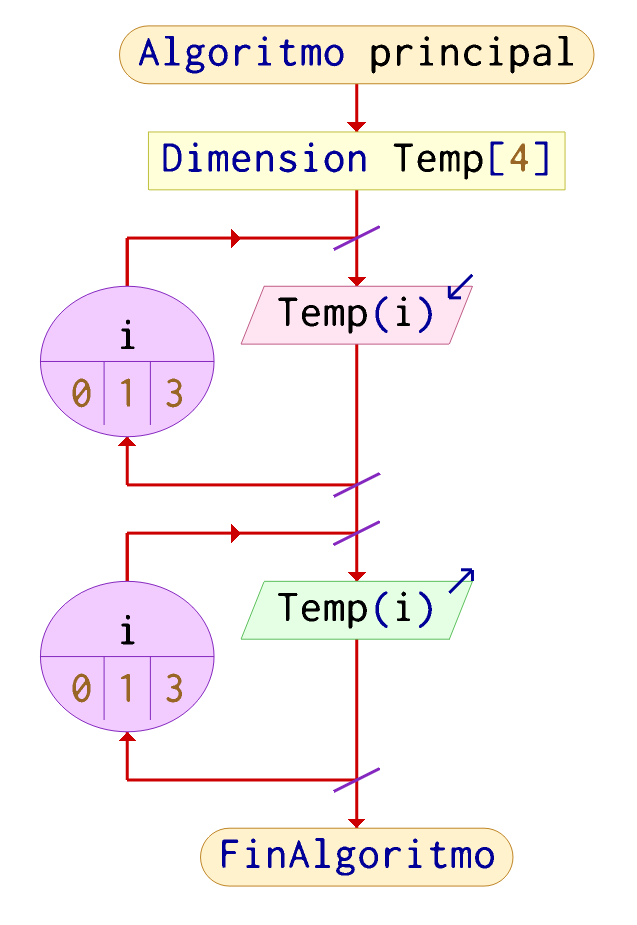 Algoritmo principal
Dimension Temp[4]
Temp(i)
i
0 1 3
Temp(i)
i
0 1 3
FinAlgoritmo